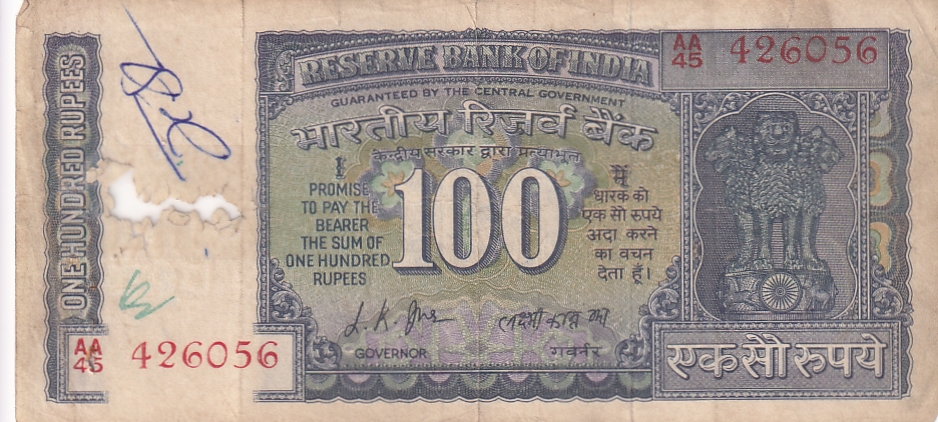 ONE HUNDRED RUPEES
RESERVE BANK OF INDIA
AA
45 426056
GUARANTEED BY THE CENTRAL GOVERNMENT
भारतीय रिज़र्व बैंक
केन्द्रीय सरकार द्वारा प्रत्याभूत
I
PROMISE
TO PAY THE
BEARER
THE SUM OF
ONE HUNDRED
RUPEES
100
मैं
धारक को
एक सौ रुपये
अदा करने
का वचन
देता हूँ।
L. K. Jha
लक्ष्मी कान्त झा
GOVERNOR
गवर्नर
AA
45 426056
एक सौ रुपये